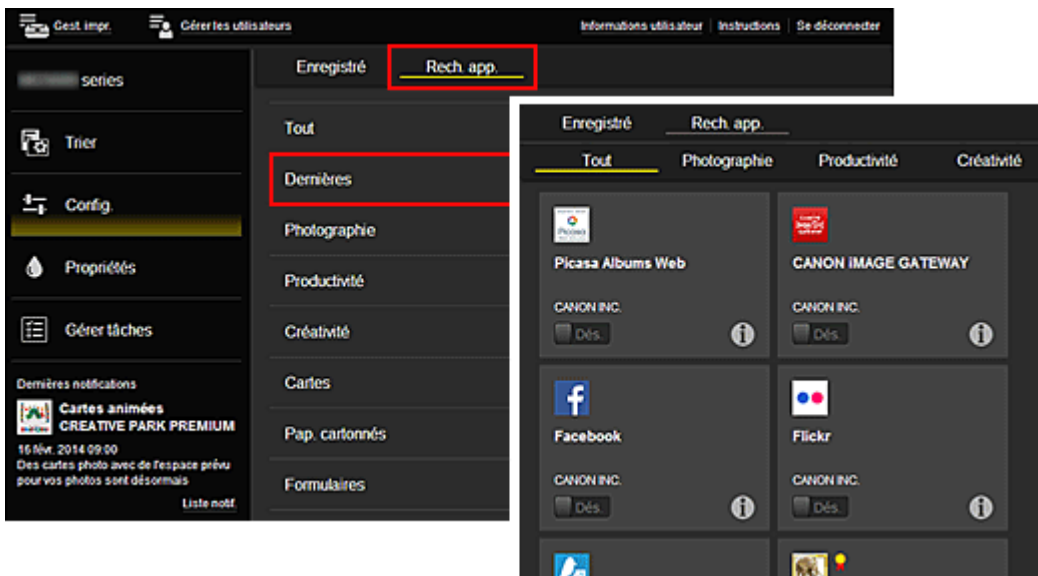 Gest. impr.
Gérer les utilisateurs
Informations utilisateur
Instructions
Se déconnecter
series
Trier
Config.
Propriétés
Gérer tâches
Dernières notifications
Cartes animées
CREATIVE PARK PREMIUM
16 févr. 2014 09:00
Des cartes photo avec de l'espace prévu
pour vos photos sont désormais
Liste notif.
Enregistré
Rech. app.
Tout
Dernières
Photographie
Productivité
Créativité
Cartes
Pap. cartonnés
Formulaires
Enregistré
Rech. app.
Tout
Photographie
Productivité
Créativité
Picasa
Picasa Albums Web
CANON INC.
Dés.
CANON iMAGE GATEWAY
CANON INC.
Dés.
Facebook
CANON INC.
Dés.
Flickr
CANON INC.
Dés.